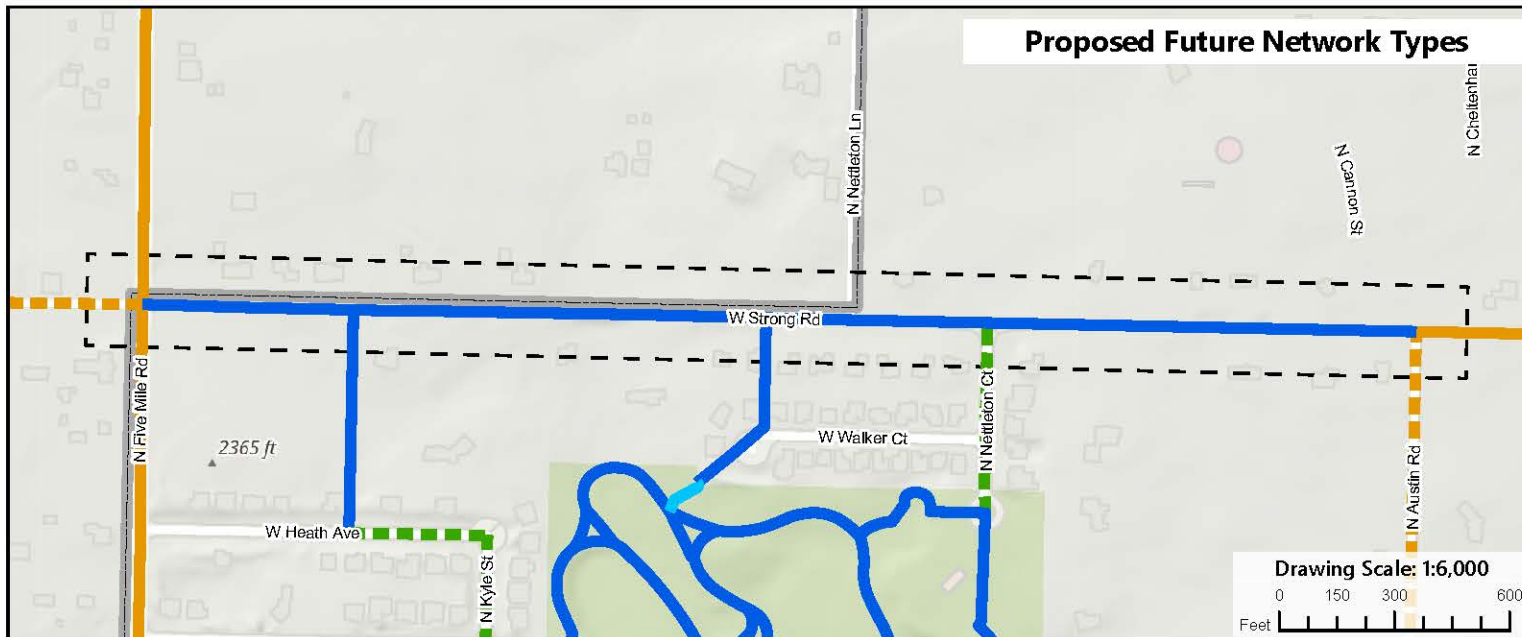 Proposed Future Network Types
N Cheltenha
N Nettleton Ln
N Cannon St
W Strong Rd
N Five Mile Rd
2365 ft
W Walker Ct
N Nettleton Ct
N Austin Rd
W Heath Ave
N Kyle St
Drawing Scale: 1:6,000
0 150 300 600
Feet